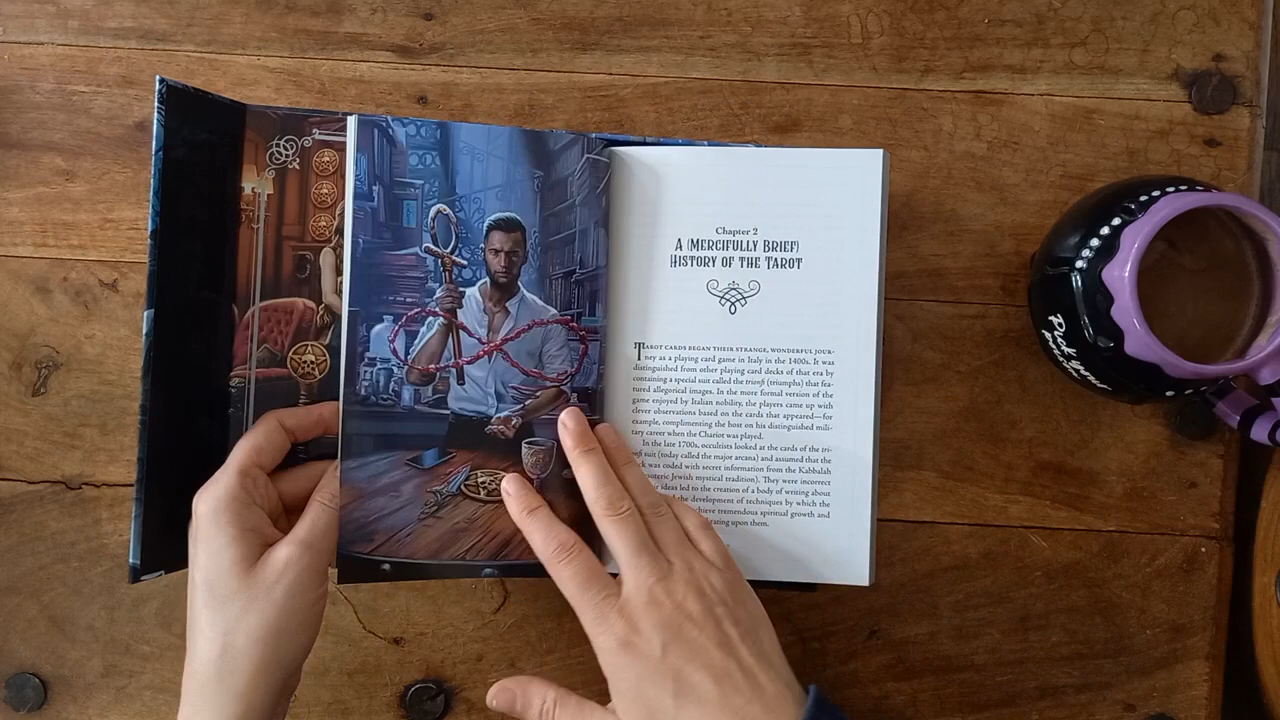 Chapter 2
A (Mercifully Brief)
History of the Tarot
Tarot cards began their strange, wonderful jour-
ney as a playing card game in Italy in the 1400s. It was
distinguished from other playing card decks of that era by
containing a special suit called the trionfi (triumphs) that fea-
tured allegorical images. In the more formal version of the
game enjoyed by Italian nobility, the players came up with
clever observations based on the cards that appeared—for
example, complimenting the host on his distinguished mili-
tary career when the Chariot was played.
In the late 1700s, occultists looked at the cards of the tri-
onfi suit (today called the major arcana) and assumed that the
was coded with secret information from the Kabbalah
esoteric Jewish mystical tradition). They were incorrect
ideas led to the creation of a body of writing about
the development of techniques by which the
achieve tremendous spiritual growth and
upon them.
Pick your